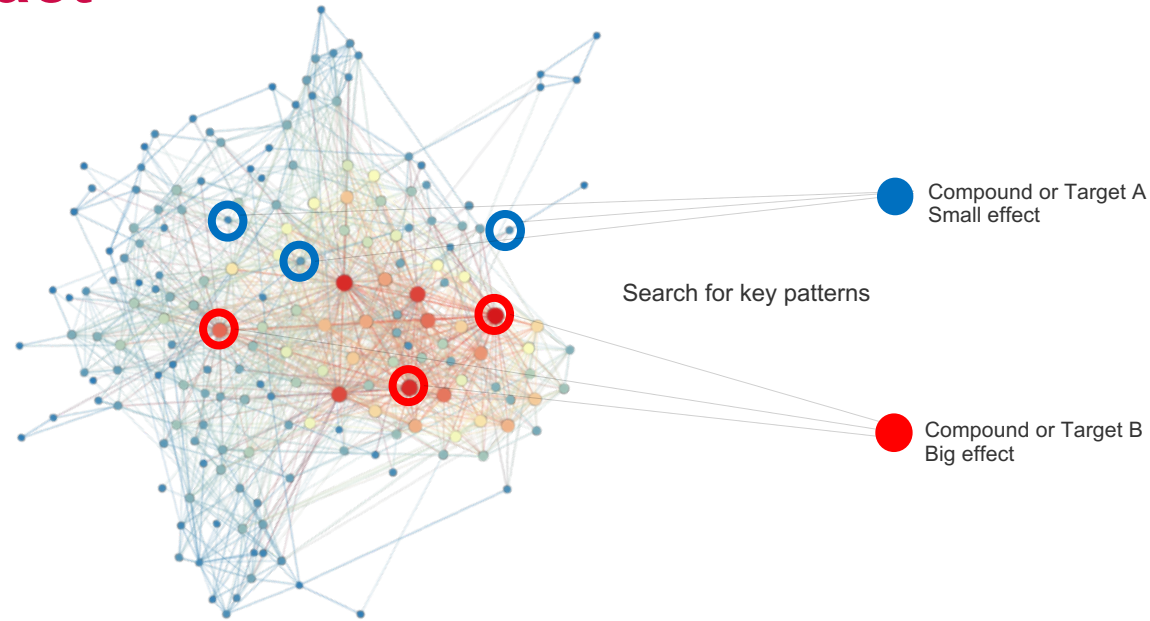 Compound or Target A
Small effect
Search for key patterns
Compound or Target B
Big effect